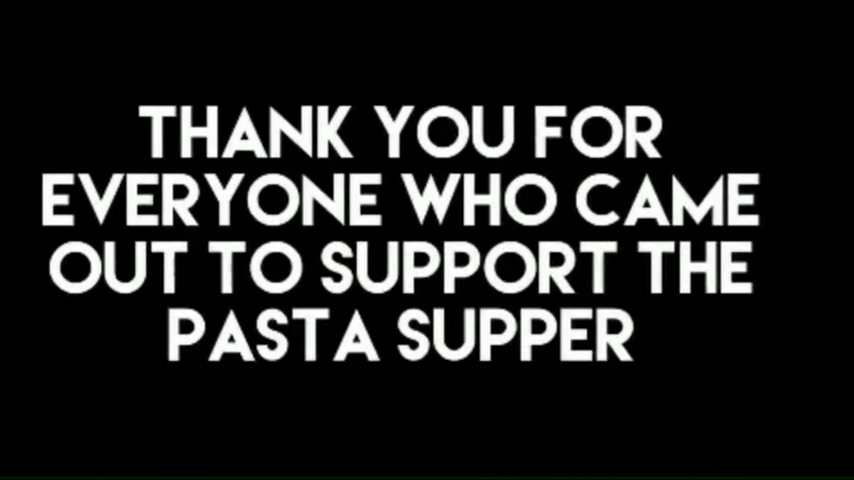 THANK YOU FOR
EVERYONE WHO CAME
OUT TO SUPPORT THE
PASTA SUPPER